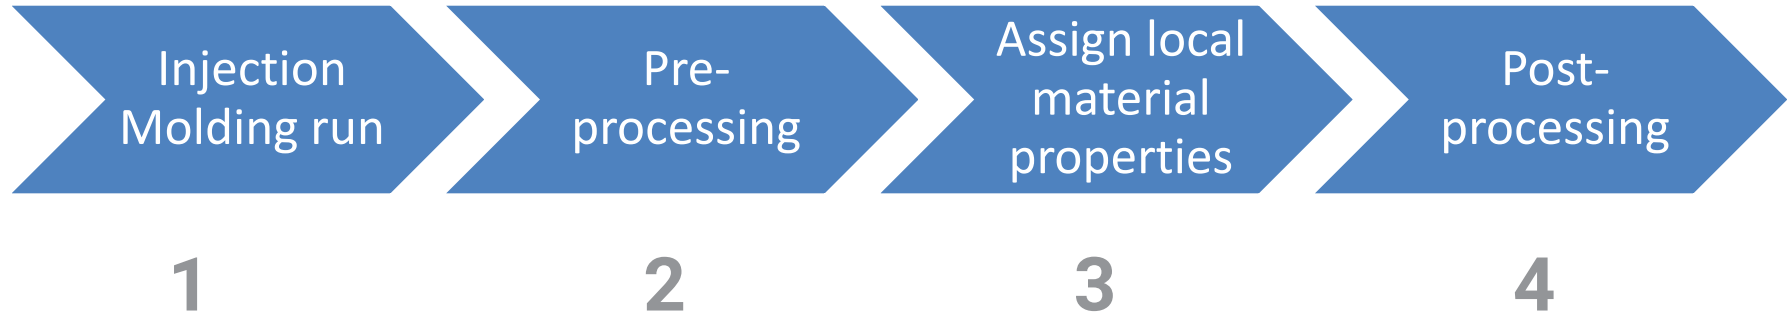 Injection
Molding run
Pre-
processing
Assign local
material
properties
Post-
processing
1
2
3
4